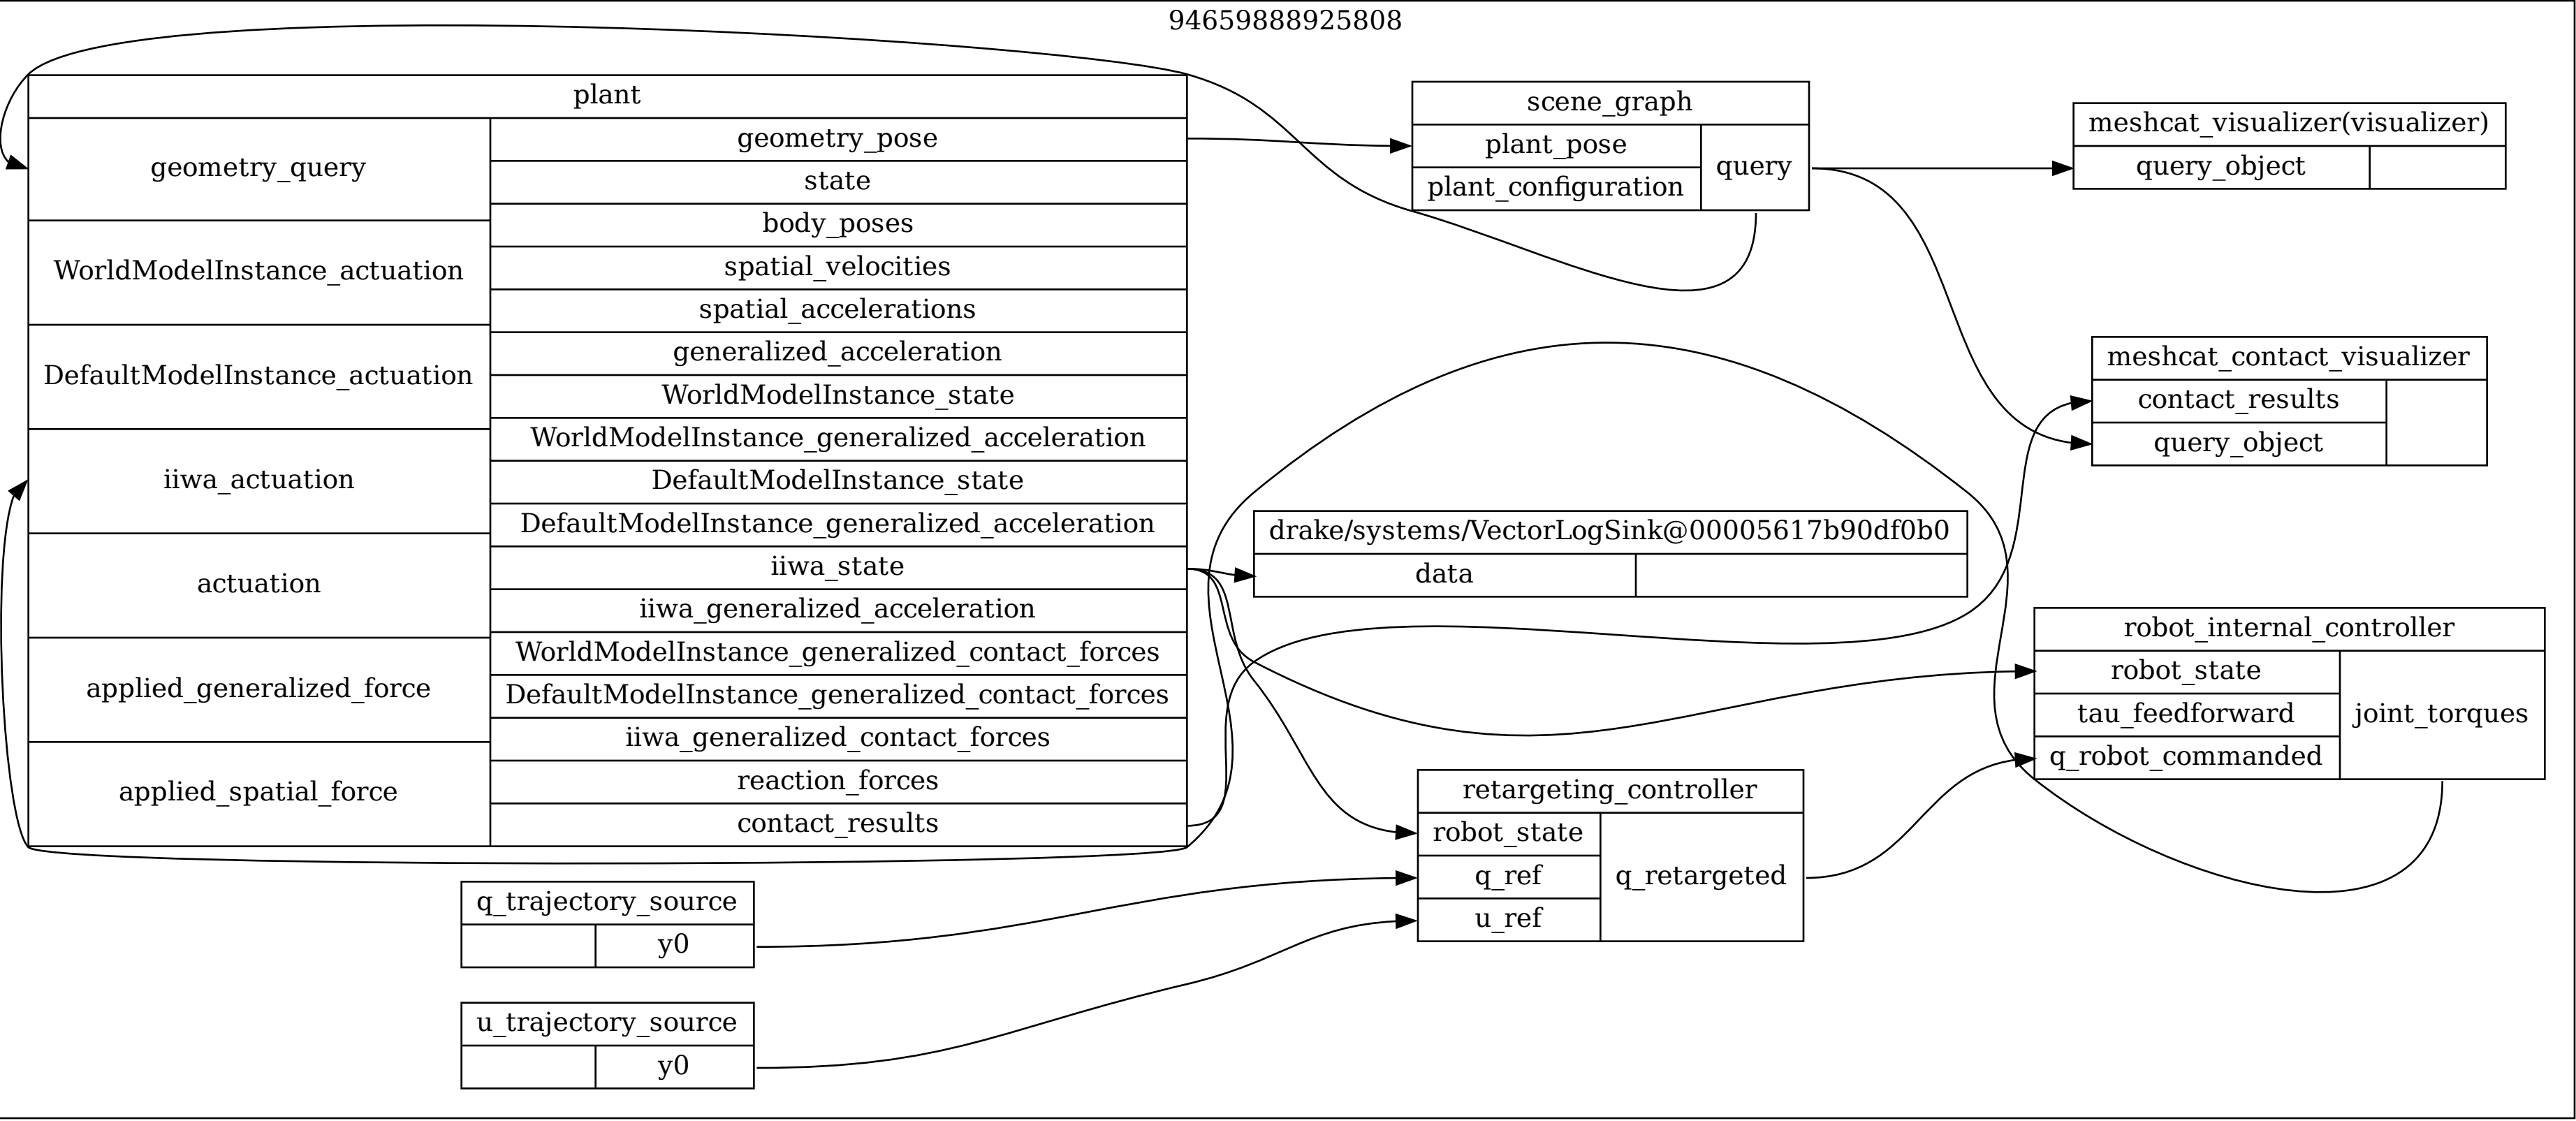 94659888925808
plant
geometry_query
WorldModelInstance_actuation
DefaultModelInstance_actuation
iiwa_actuation
actuation
applied_generalized_force
applied_spatial_force
geometry_pose
state
body_poses
spatial_velocities
spatial_accelerations
generalized_acceleration
WorldModelInstance_state
WorldModelInstance_generalized_acceleration
DefaultModelInstance_state
DefaultModelInstance_generalized_acceleration
iiwa_state
iiwa_generalized_acceleration
WorldModelInstance_generalized_contact_forces
DefaultModelInstance_generalized_contact_forces
iiwa_generalized_contact_forces
reaction_forces
contact_results
scene_graph
plant_pose
plant_configuration
query
meshcat_visualizer(visualizer)
query_object
meshcat_contact_visualizer
contact_results
query_object
drake/systems/VectorLogSink@00005617b90df0b0
data
robot_internal_controller
robot_state
tau_feedforward
q_robot_commanded
joint_torques
retargeting_controller
robot_state
q_ref
u_ref
q_retargeted
q_trajectory_source
y0
u_trajectory_source
y0